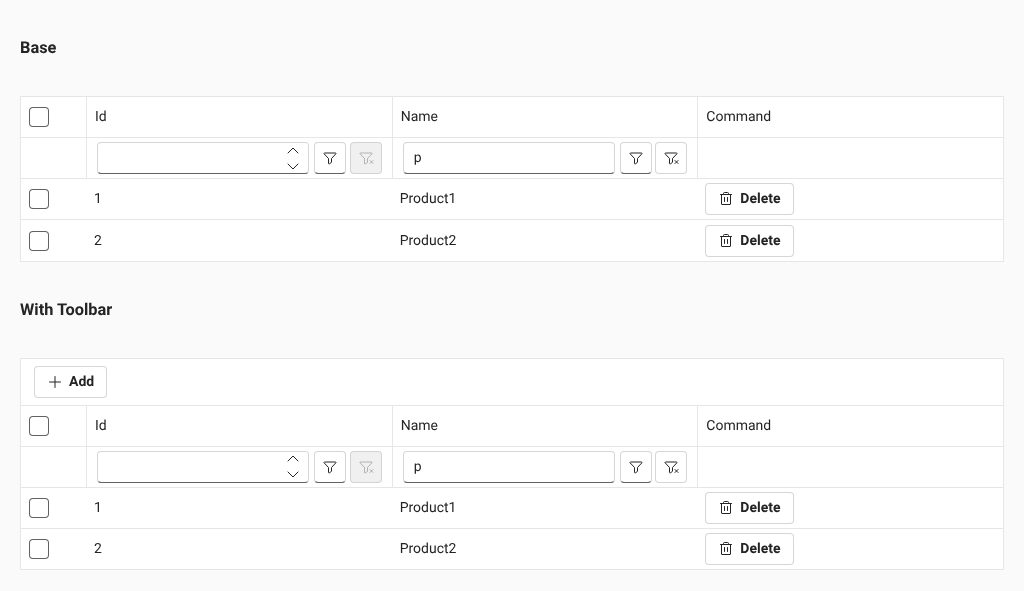 Base
Id Name Command
p
1 Product1 Delete
2 Product2 Delete
With Toolbar
Add
Id Name Command
p
1 Product1 Delete
2 Product2 Delete